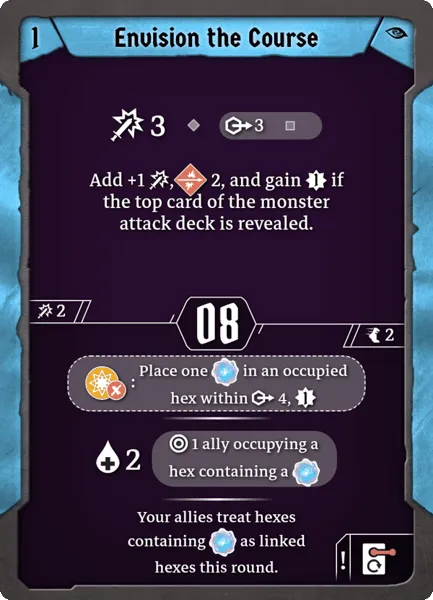 1 Envision the Course
3 3
Add +1 , 2, and gain 1 if
the top card of the monster
attack deck is revealed.
2
08
2
: Place one in an occupied
hex within 4, 1
2 1 ally occupying a
hex containing a
Your allies treat hexes
containing as linked
hexes this round.
!